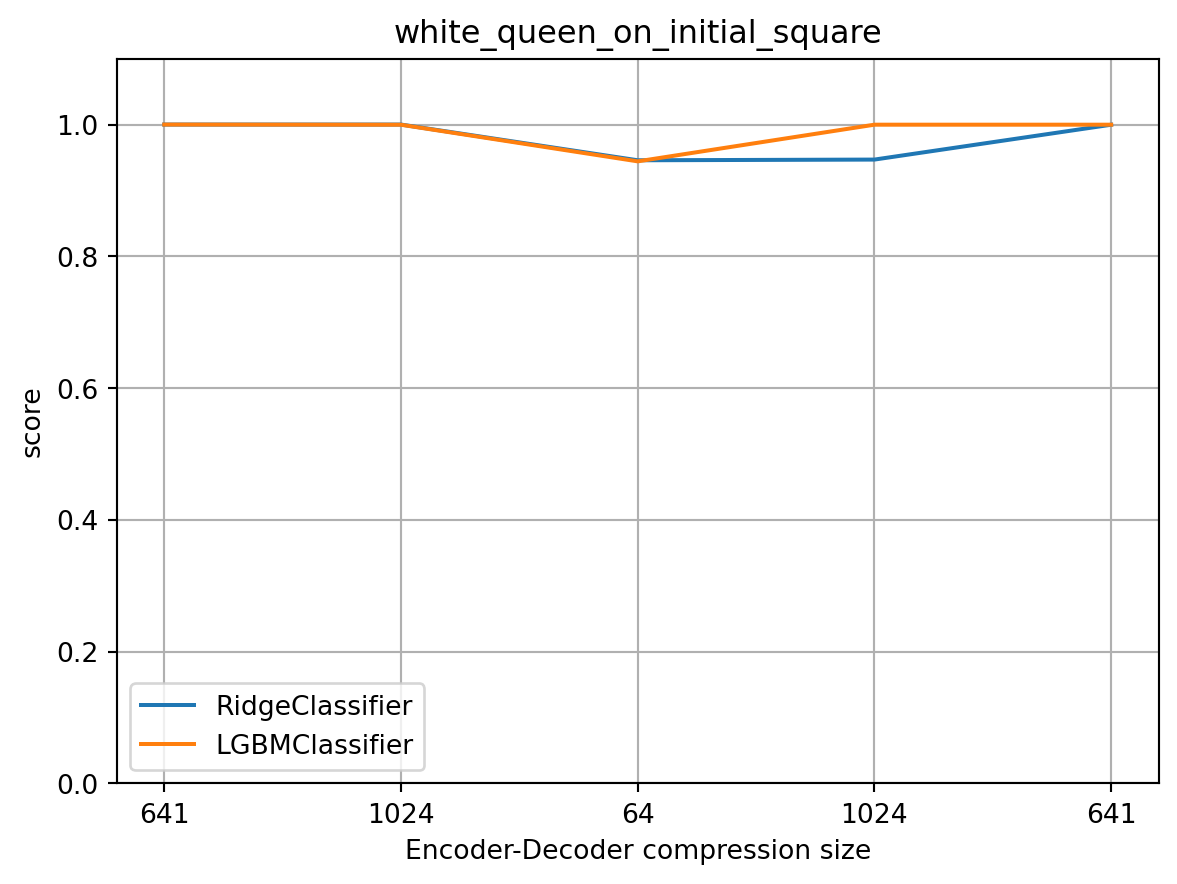 white_queen_on_initial_square
score
1.0
0.8
0.6
0.4
0.2
0.0
RidgeClassifier
LGBMClassifier
641 1024 64 1024 641
Encoder-Decoder compression size